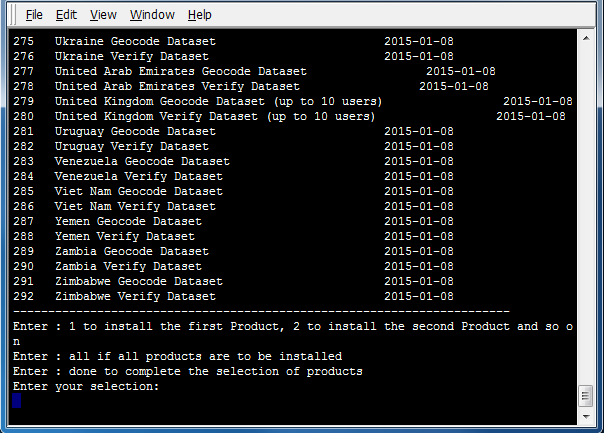 File Edit View Window Help
275 Ukraine Geocode Dataset 2015-01-08
276 Ukraine Verify Dataset 2015-01-08
277 United Arab Emirates Geocode Dataset 2015-01-08
278 United Arab Emirates Verify Dataset 2015-01-08
279 United Kingdom Geocode Dataset (up to 10 users) 2015-01-08
280 United Kingdom Verify Dataset (up to 10 users) 2015-01-08
281 Uruguay Geocode Dataset 2015-01-08
282 Uruguay Verify Dataset 2015-01-08
283 Venezuela Geocode Dataset 2015-01-08
284 Venezuela Verify Dataset 2015-01-08
285 Viet Nam Geocode Dataset 2015-01-08
286 Viet Nam Verify Dataset 2015-01-08
287 Yemen Geocode Dataset 2015-01-08
288 Yemen Verify Dataset 2015-01-08
289 Zambia Geocode Dataset 2015-01-08
290 Zambia Verify Dataset 2015-01-08
291 Zimbabwe Geocode Dataset 2015-01-08
292 Zimbabwe Verify Dataset 2015-01-08
-----------------------------------------------------------------------
Enter : 1 to install the first Product, 2 to install the second Product and so o
n
Enter : all if all products are to be installed
Enter : done to complete the selection of products
Enter your selection: